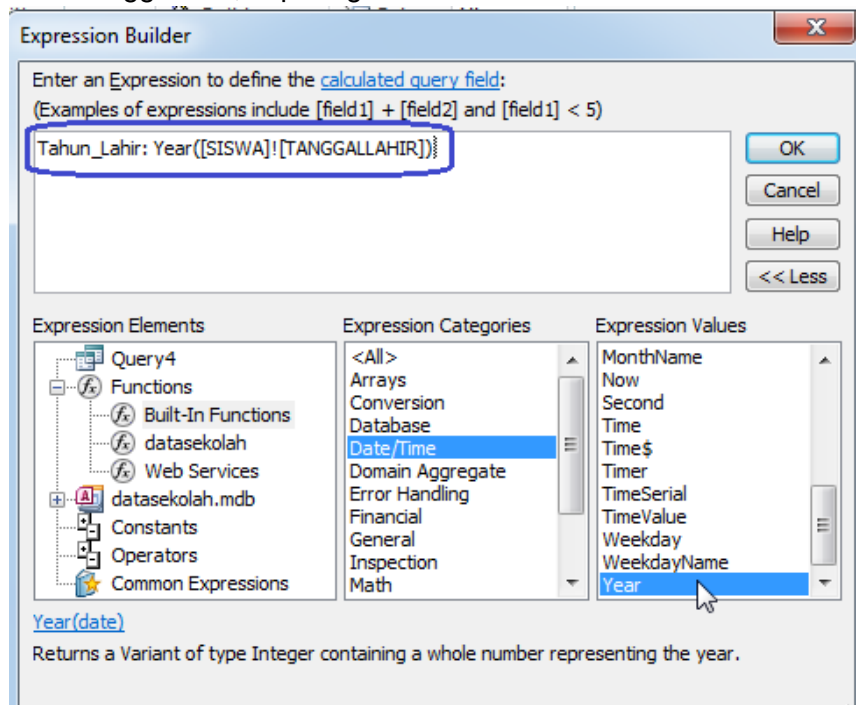 Expression Builder
Enter an Expression to define the calculated query field:
(Examples of expressions include [field1] + [field2] and [field1] < 5)
Tahun_Lahir: Year([SISWA]![TANGGALLAHIR])
OK
Cancel
Help
<< Less
Expression Elements
Query4
Functions
Built-In Functions
datasekolah
Web Services
datasekolah.mdb
Constants
Operators
Common Expressions
Expression Categories
<All>
Arrays
Conversion
Database
Date/Time
Domain Aggregate
Error Handling
Financial
General
Inspection
Math
Expression Values
MonthName
Now
Second
Time
Time$
Timer
TimeSerial
TimeValue
Weekday
WeekdayName
Year
Year(date)
Returns a Variant of type Integer containing a whole number representing the year.